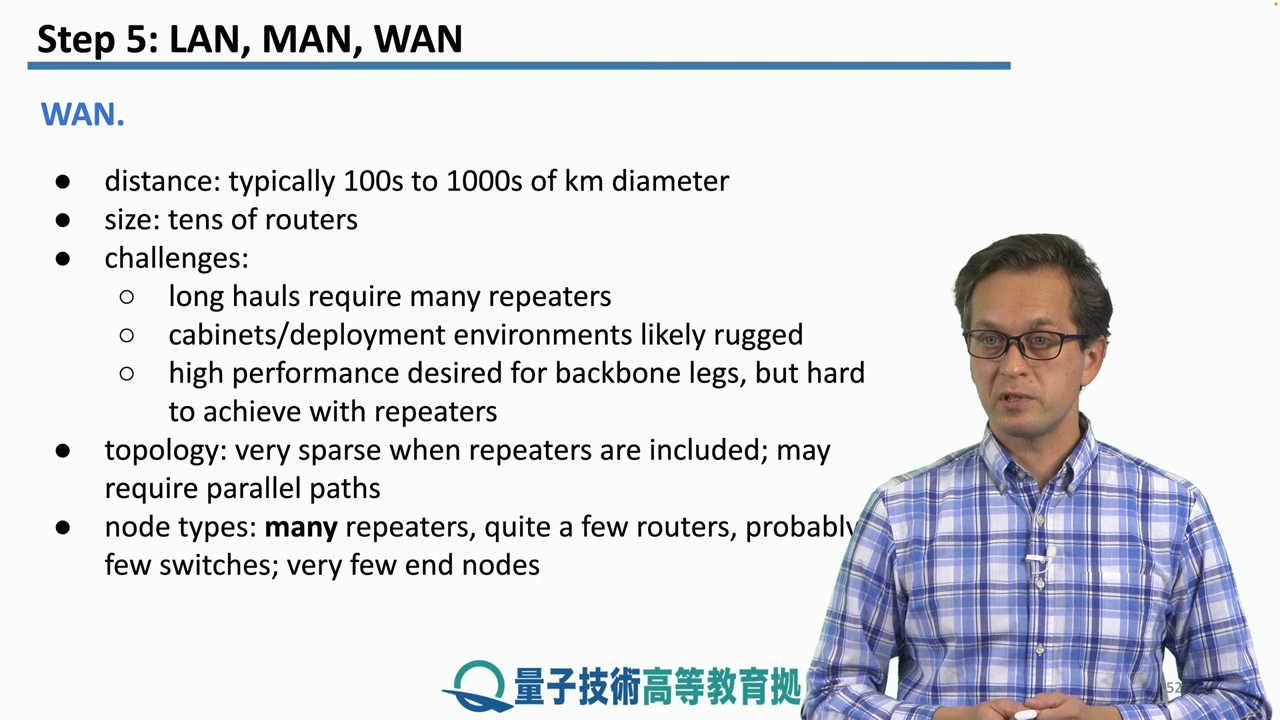 Step 5: LAN, MAN, WAN
WAN.
● distance: typically 100s to 1000s of km diameter
● size: tens of routers
● challenges:
○ long hauls require many repeaters
○ cabinets/deployment environments likely rugged
○ high performance desired for backbone legs, but hard
to achieve with repeaters
● topology: very sparse when repeaters are included; may
require parallel paths
● node types: many repeaters, quite a few routers, probably
few switches; very few end nodes
量子技術高等教育拠
52